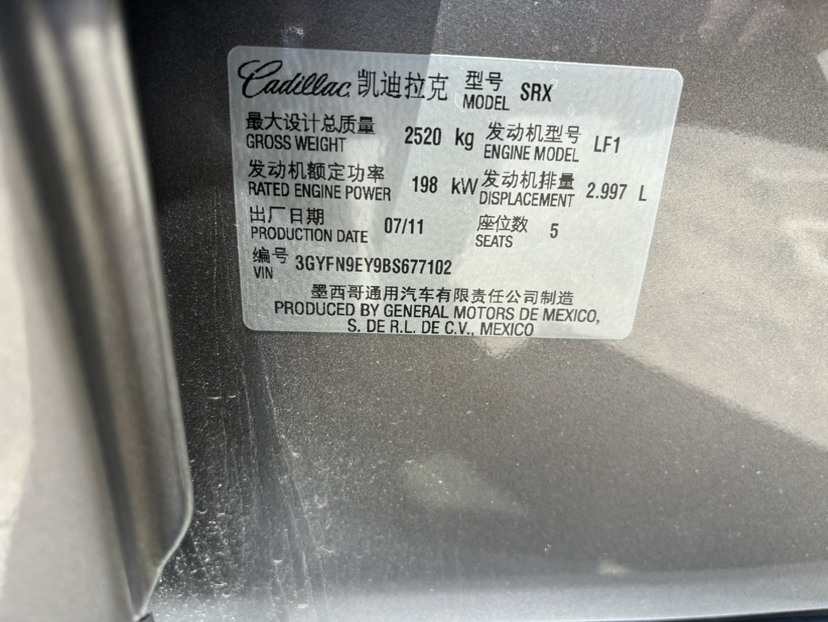 Cadillac 凯迪拉克 型号 MODEL SRX
最大设计总质量 GROSS WEIGHT 2520 kg 发动机型号 ENGINE MODEL LF1
发动机额定功率 RATED ENGINE POWER 198 kW 发动机排量 DISPLACEMENT 2.997 L
出厂日期 PRODUCTION DATE 07/11 座位数 SEATS 5
编号 VIN 3GYFN9EY9BS677102
墨西哥通用汽车有限责任公司制造
PRODUCED BY GENERAL MOTORS DE MEXICO,
S. DE R.L. DE C.V., MEXICO